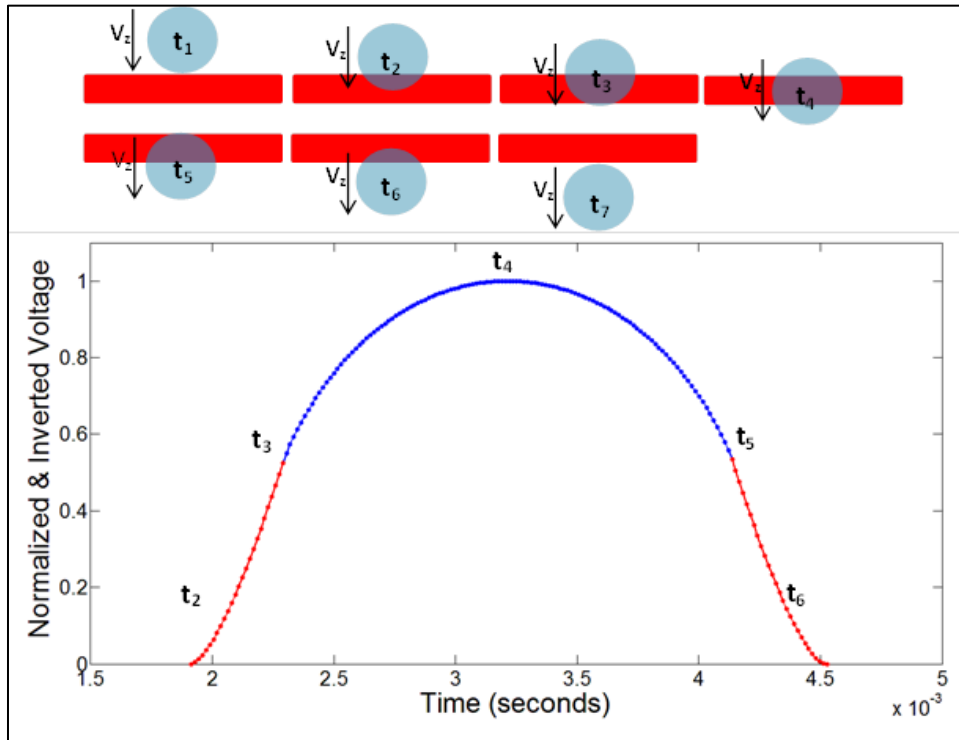 Vz t1 Vz t2 Vz t3 Vz t4
Vz t5 Vz t6 Vz t7
Normalized & Inverted Voltage
1
0.8
0.6
0.4
0.2
0
t2 t3 t4 t5 t6
1.5 2 2.5 3 3.5 4 4.5 5
Time (seconds)
x 10-3